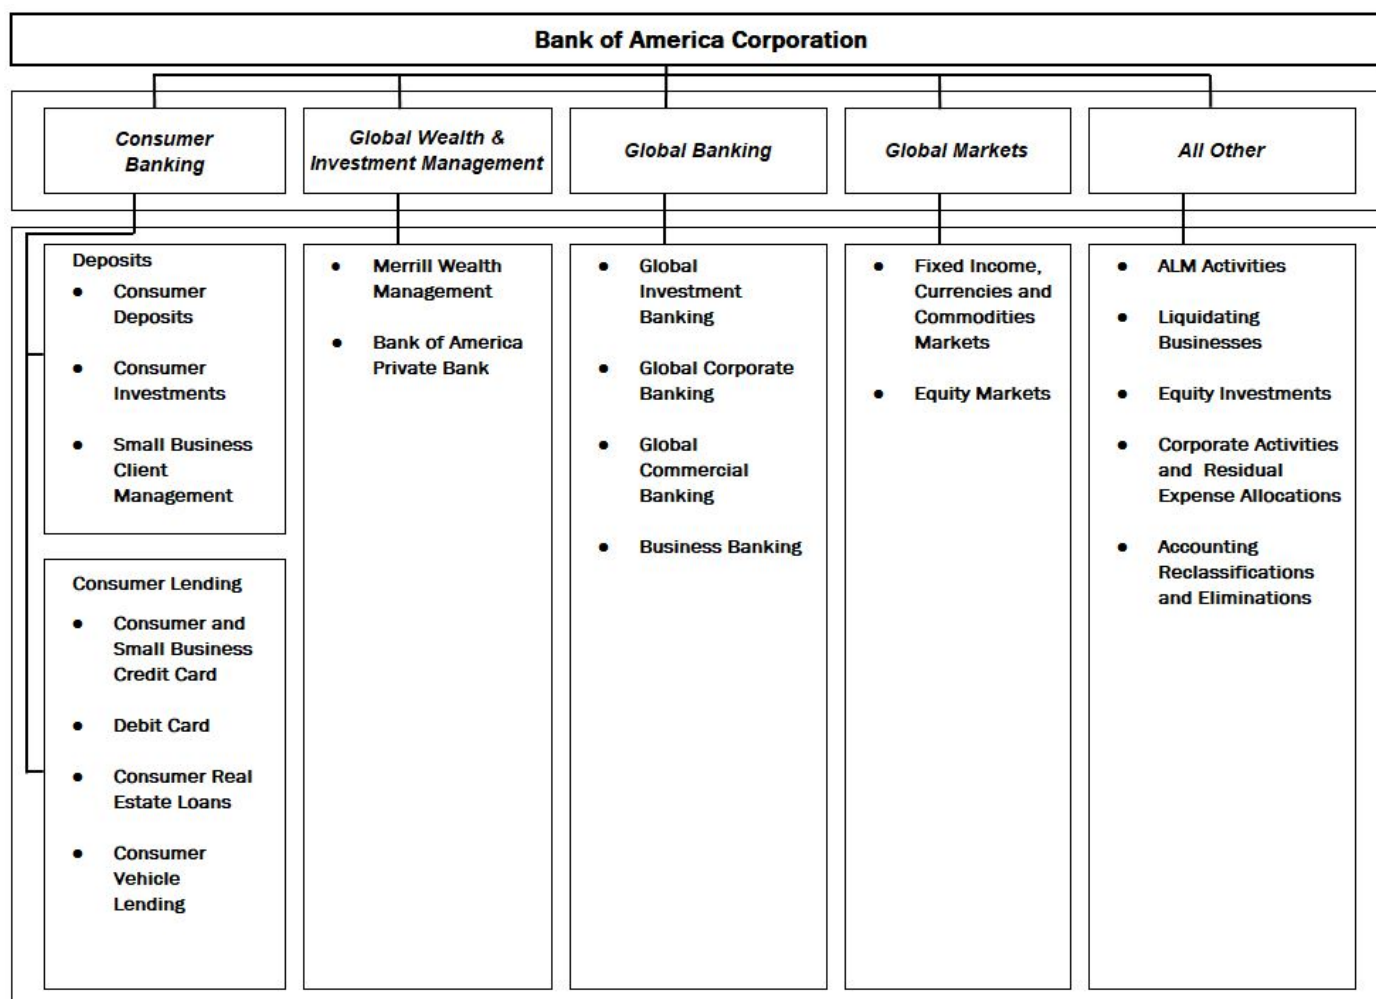 Bank of America Corporation
Consumer
Banking
Global Wealth &
Investment Management
Global Banking
Global Markets
All Other
Deposits
● Consumer
Deposits
● Consumer
Investments
● Small Business
Client
Management
Consumer Lending
● Consumer and
Small Business
Credit Card
● Debit Card
● Consumer Real
Estate Loans
● Consumer
Vehicle
Lending
● Merrill Wealth
Management
● Bank of America
Private Bank
● Global
Investment
Banking
● Global Corporate
Banking
● Global
Commercial
Banking
● Business Banking
● Fixed Income,
Currencies and
Commodities
Markets
● Equity Markets
● ALM Activities
● Liquidating
Businesses
● Equity Investments
● Corporate Activities
and Residual
Expense Allocations
● Accounting
Reclassifications
and Eliminations